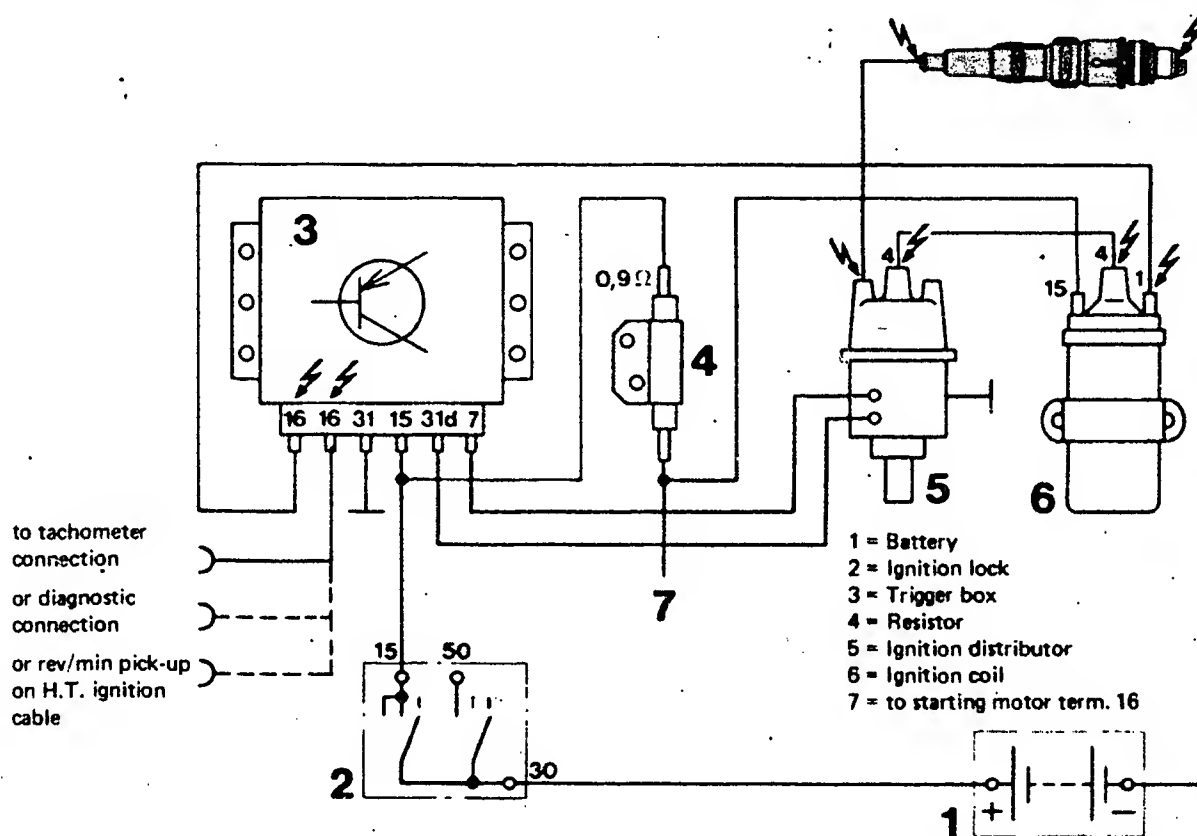 3
0,9 Ω
4
4
4
15
1
4
16 16 31 15 31d 7
5
6
to tachometer
connection
or diagnostic
connection
or rev/min pick-up
on H.T. ignition
cable
7
1 = Battery
2 = Ignition lock
3 = Trigger box
4 = Resistor
5 = Ignition distributor
6 = Ignition coil
7 = to starting motor term. 16
15 50
2
30
1
+ −